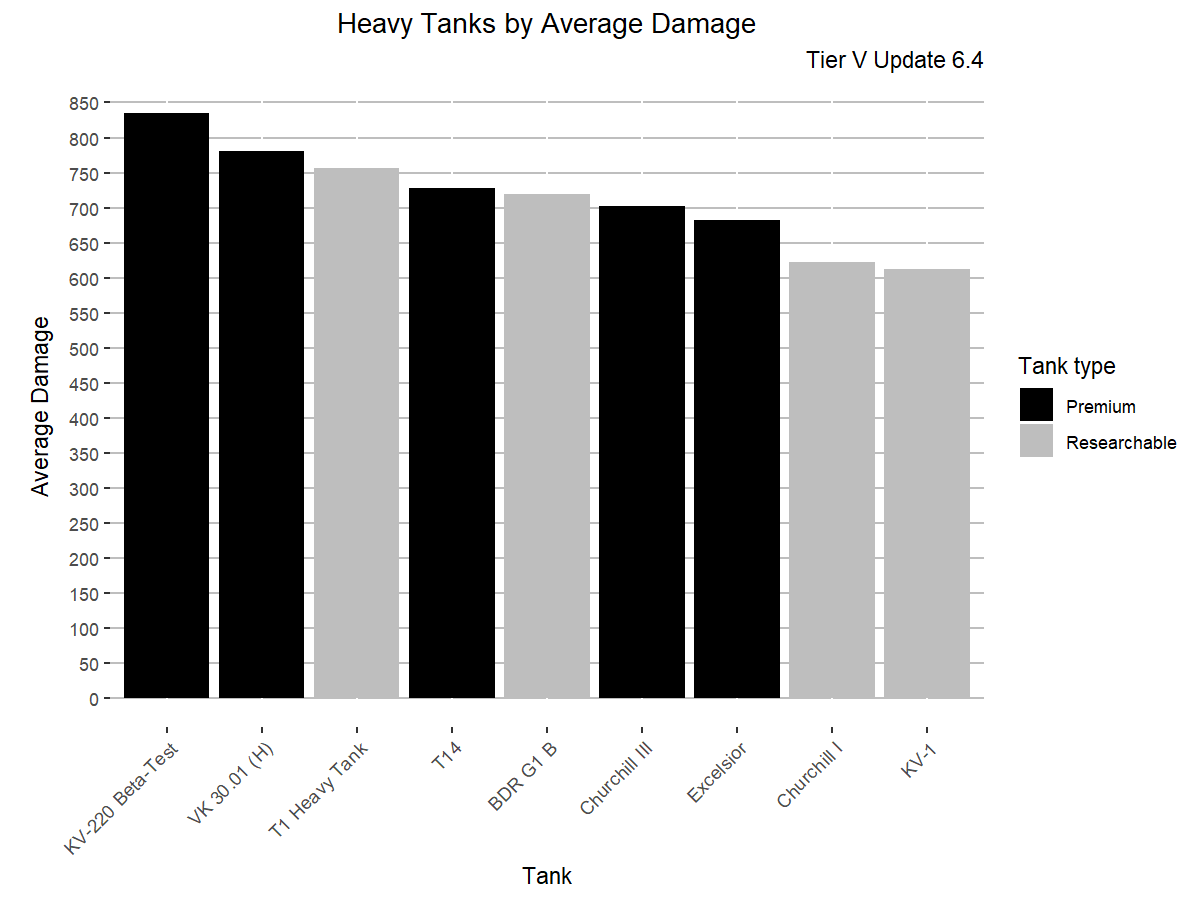 Heavy Tanks by Average Damage
Tier V Update 6.4
850
800
750
700
650
600
550
500
450
400
350
300
250
200
150
100
50
0
Average Damage
KV-220 Beta-Test
VK 30.01 (H)
T1 Heavy Tank
T14
BDR G1 B
Churchill III
Excelsior
Churchill I
KV-1
Tank
Tank type
Premium
Researchable